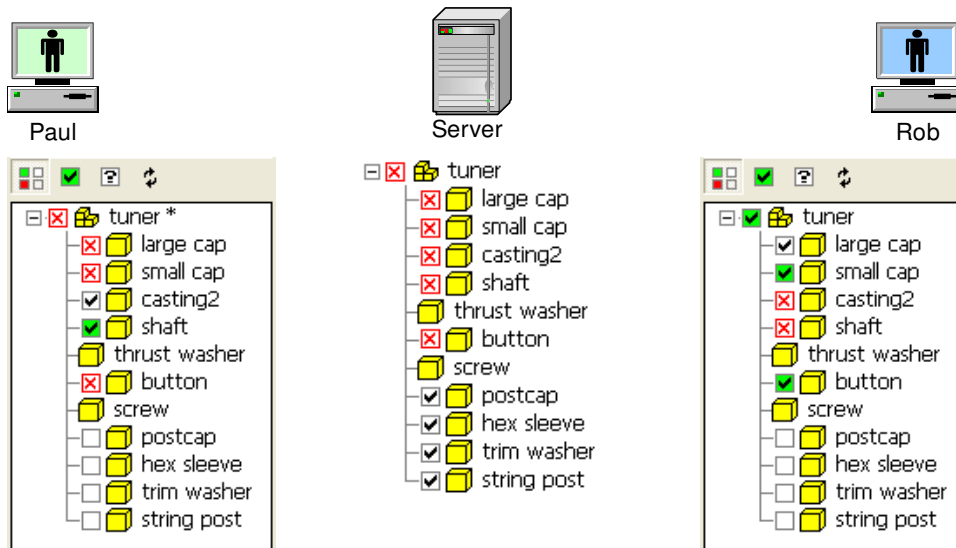 Paul
Server
Rob
tuner *
large cap
small cap
casting2
shaft
thrust washer
button
screw
postcap
hex sleeve
trim washer
string post
tuner
large cap
small cap
casting2
shaft
thrust washer
button
screw
postcap
hex sleeve
trim washer
string post
tuner
large cap
small cap
casting2
shaft
thrust washer
button
screw
postcap
hex sleeve
trim washer
string post